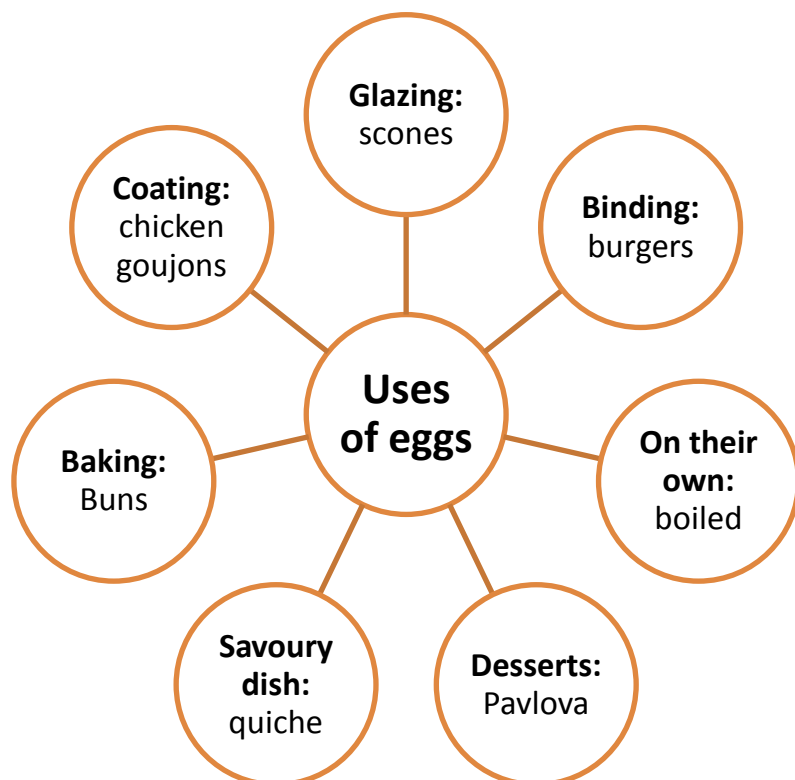 Glazing:
scones
Coating:
chicken
goujons
Binding:
burgers
Uses
of eggs
Baking:
Buns
On their
own:
boiled
Savoury
dish:
quiche
Desserts:
Pavlova